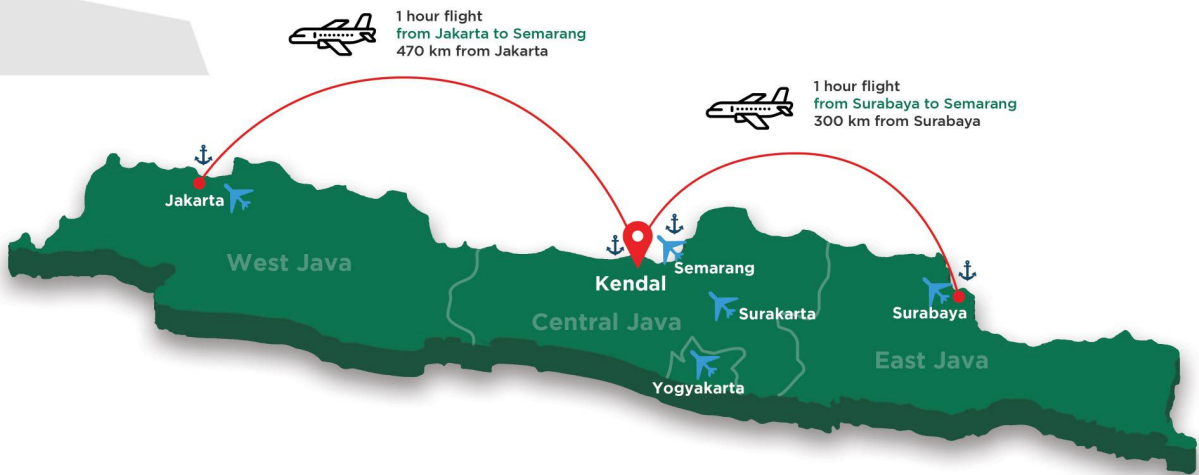 1 hour flight
from Jakarta to Semarang
470 km from Jakarta
1 hour flight
from Surabaya to Semarang
300 km from Surabaya
Jakarta
West Java
Semarang
Kendal
Surakarta
Surabaya
Central Java
East Java
Yogyakarta